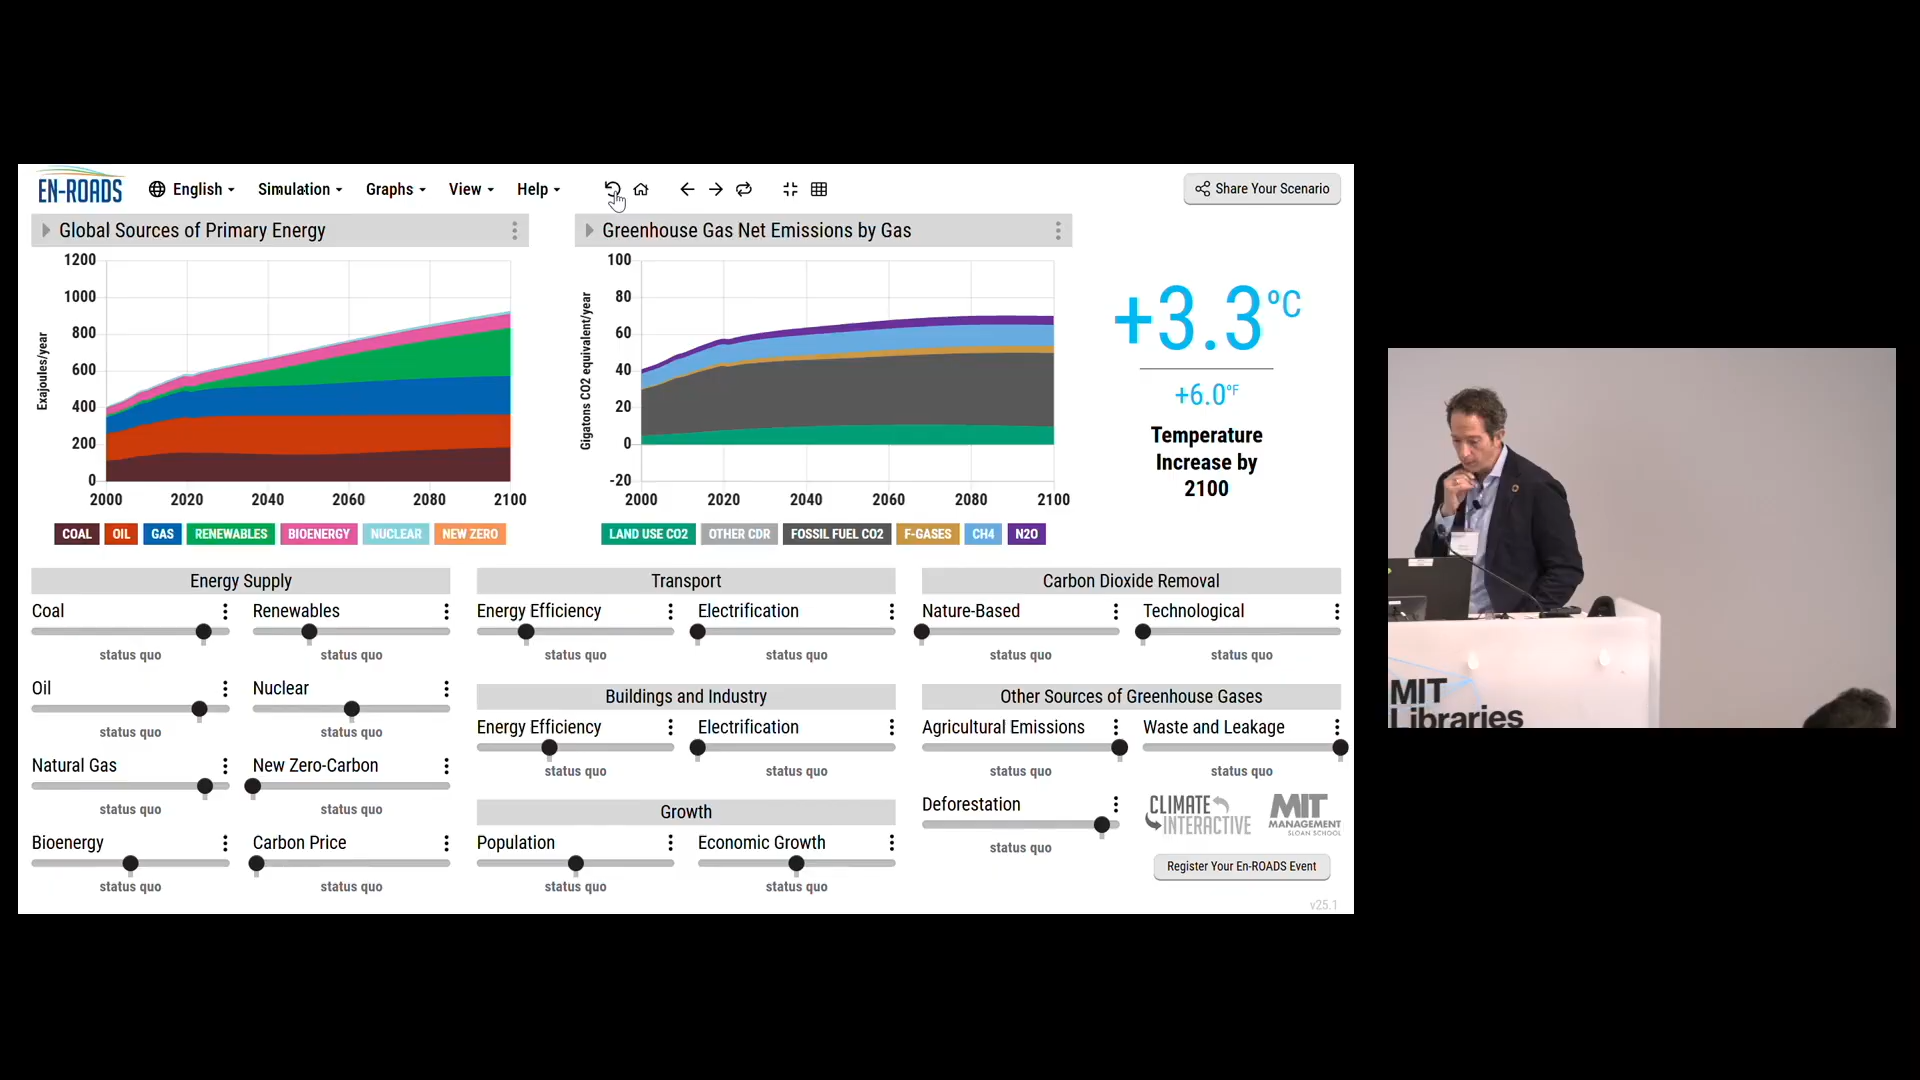 EN-ROADS
English
Simulation
Graphs
View
Help
Share Your Scenario
Global Sources of Primary Energy
Exajoules/year
1200
1000
800
600
400
200
0
2000 2020 2040 2060 2080 2100
COAL OIL GAS RENEWABLES BIOENERGY NUCLEAR NEW ZERO
Greenhouse Gas Net Emissions by Gas
Gigatons CO2 equivalent/year
100
80
60
40
20
0
-20
2000 2020 2040 2060 2080 2100
LAND USE CO2 OTHER CDR FOSSIL FUEL CO2 F-GASES CH4 N2O
+3.3°C
+6.0°F
Temperature
Increase by
2100
Energy Supply
Coal
status quo
Renewables
status quo
Oil
status quo
Nuclear
status quo
Natural Gas
status quo
New Zero-Carbon
status quo
Bioenergy
status quo
Carbon Price
status quo
Transport
Energy Efficiency
status quo
Electrification
status quo
Buildings and Industry
Energy Efficiency
status quo
Electrification
status quo
Growth
Population
status quo
Economic Growth
status quo
Carbon Dioxide Removal
Nature-Based
status quo
Technological
status quo
Other Sources of Greenhouse Gases
Agricultural Emissions
status quo
Waste and Leakage
status quo
Deforestation
status quo
CLIMATE
INTERACTIVE
MIT
MANAGEMENT
SLOAN SCHOOL
Register Your En-ROADS Event
v25.1
MIT
Libraries